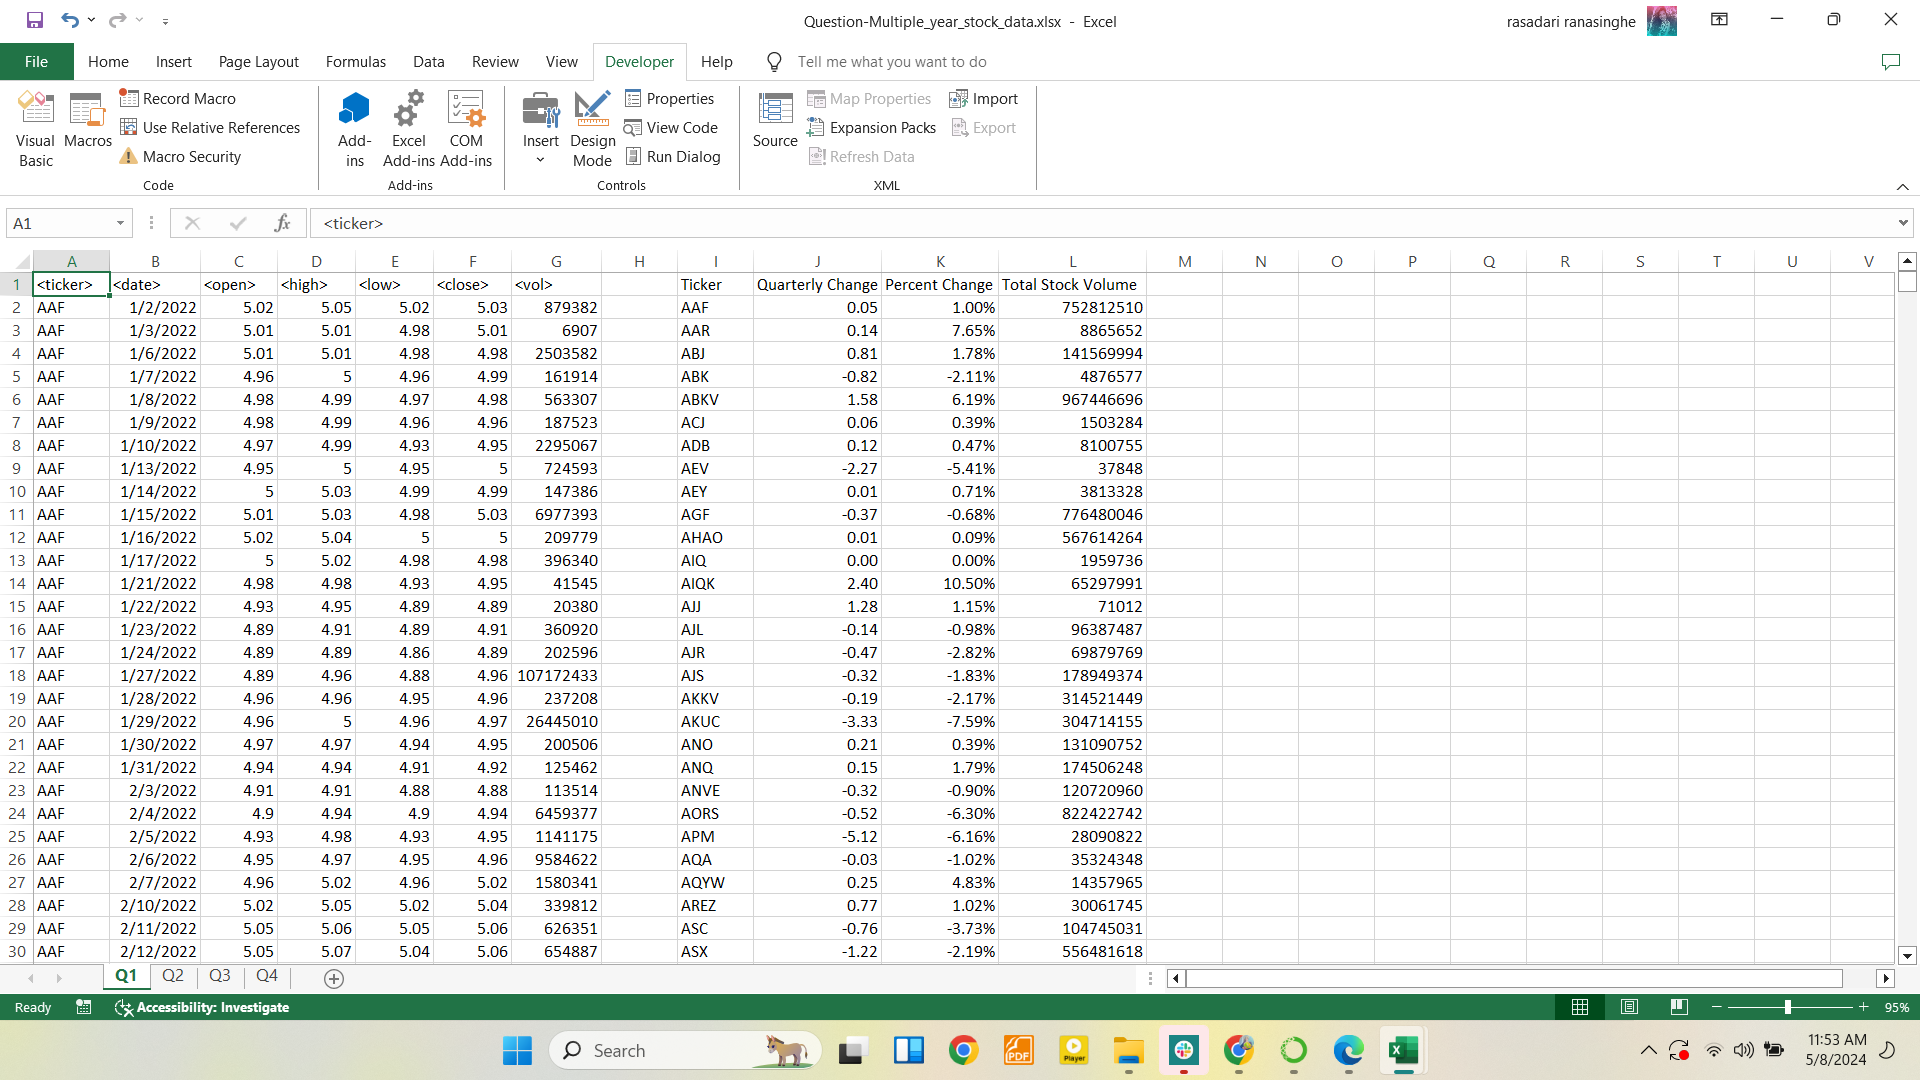 Question-Multiple_year_stock_data.xlsx - Excel
rasadari ranasinghe
File Home Insert Page Layout Formulas Data Review View Developer Help Tell me what you want to do
Visual Basic
Macros
Record Macro
Use Relative References
Macro Security
Code
Add-ins
Excel Add-ins
COM Add-ins
Add-ins
Insert
Design Mode
Properties
View Code
Run Dialog
Controls
Source
Map Properties
Expansion Packs
Refresh Data
Import
Export
XML
A1 fx <ticker>
A B C D E F G H I J K L M N O P Q R S T U V
1 <ticker> <date> <open> <high> <low> <close> <vol> Ticker Quarterly Change Percent Change Total Stock Volume
2 AAF 1/2/2022 5.02 5.05 5.02 5.03 879382 AAF 0.05 1.00% 752812510
3 AAF 1/3/2022 5.01 5.01 4.98 5.01 6907 AAR 0.14 7.65% 8865652
4 AAF 1/6/2022 5.01 5.01 4.98 4.98 2503582 ABJ 0.81 1.78% 141569994
5 AAF 1/7/2022 4.96 5 4.96 4.99 161914 ABK -0.82 -2.11% 4876577
6 AAF 1/8/2022 4.98 4.99 4.97 4.98 563307 ABKV 1.58 6.19% 967446696
7 AAF 1/9/2022 4.98 4.99 4.96 4.96 187523 ACJ 0.06 0.39% 1503284
8 AAF 1/10/2022 4.97 4.99 4.93 4.95 2295067 ADB 0.12 0.47% 8100755
9 AAF 1/13/2022 4.95 5 4.95 5 724593 AEV -2.27 -5.41% 37848
10 AAF 1/14/2022 5 5.03 4.99 4.99 147386 AEY 0.01 0.71% 3813328
11 AAF 1/15/2022 5.01 5.03 4.98 5.03 6977393 AGF -0.37 -0.68% 776480046
12 AAF 1/16/2022 5.02 5.04 5 5 209779 AHAO 0.01 0.09% 567614264
13 AAF 1/17/2022 5 5.02 4.98 4.98 396340 AIQ 0.00 0.00% 1959736
14 AAF 1/21/2022 4.98 4.98 4.93 4.95 41545 AIQK 2.40 10.50% 65297991
15 AAF 1/22/2022 4.93 4.95 4.89 4.89 20380 AJJ 1.28 1.15% 71012
16 AAF 1/23/2022 4.89 4.91 4.89 4.91 360920 AJL -0.14 -0.98% 96387487
17 AAF 1/24/2022 4.89 4.89 4.86 4.89 202596 AJR -0.47 -2.82% 69879769
18 AAF 1/27/2022 4.89 4.96 4.88 4.96 107172433 AJS -0.32 -1.83% 178949374
19 AAF 1/28/2022 4.96 4.96 4.95 4.96 237208 AKKV -0.19 -2.17% 314521449
20 AAF 1/29/2022 4.96 5 4.96 4.97 26445010 AKUC -3.33 -7.59% 304714155
21 AAF 1/30/2022 4.97 4.97 4.94 4.95 200506 ANO 0.21 0.39% 131090752
22 AAF 1/31/2022 4.94 4.94 4.91 4.92 125462 ANQ 0.15 1.79% 174506248
23 AAF 2/3/2022 4.91 4.91 4.88 4.88 113514 ANVE -0.32 -0.90% 120720960
24 AAF 2/4/2022 4.9 4.94 4.9 4.94 6459377 AORS -0.52 -6.30% 822422742
25 AAF 2/5/2022 4.93 4.98 4.93 4.95 1141175 APM -5.12 -6.16% 28090822
26 AAF 2/6/2022 4.95 4.97 4.95 4.96 9584622 AQA -0.03 -1.02% 35324348
27 AAF 2/7/2022 4.96 5.02 4.96 5.02 1580341 AQYW 0.25 4.83% 14357965
28 AAF 2/10/2022 5.02 5.05 5.02 5.04 339812 AREZ 0.77 1.02% 30061745
29 AAF 2/11/2022 5.05 5.06 5.05 5.06 626351 ASC -0.76 -3.73% 104745031
30 AAF 2/12/2022 5.05 5.07 5.04 5.06 654887 ASX -1.22 -2.19% 556481618
Q1 Q2 Q3 Q4
Ready Accessibility: Investigate 95%
Search PDF Player 11:53 AM
5/8/2024